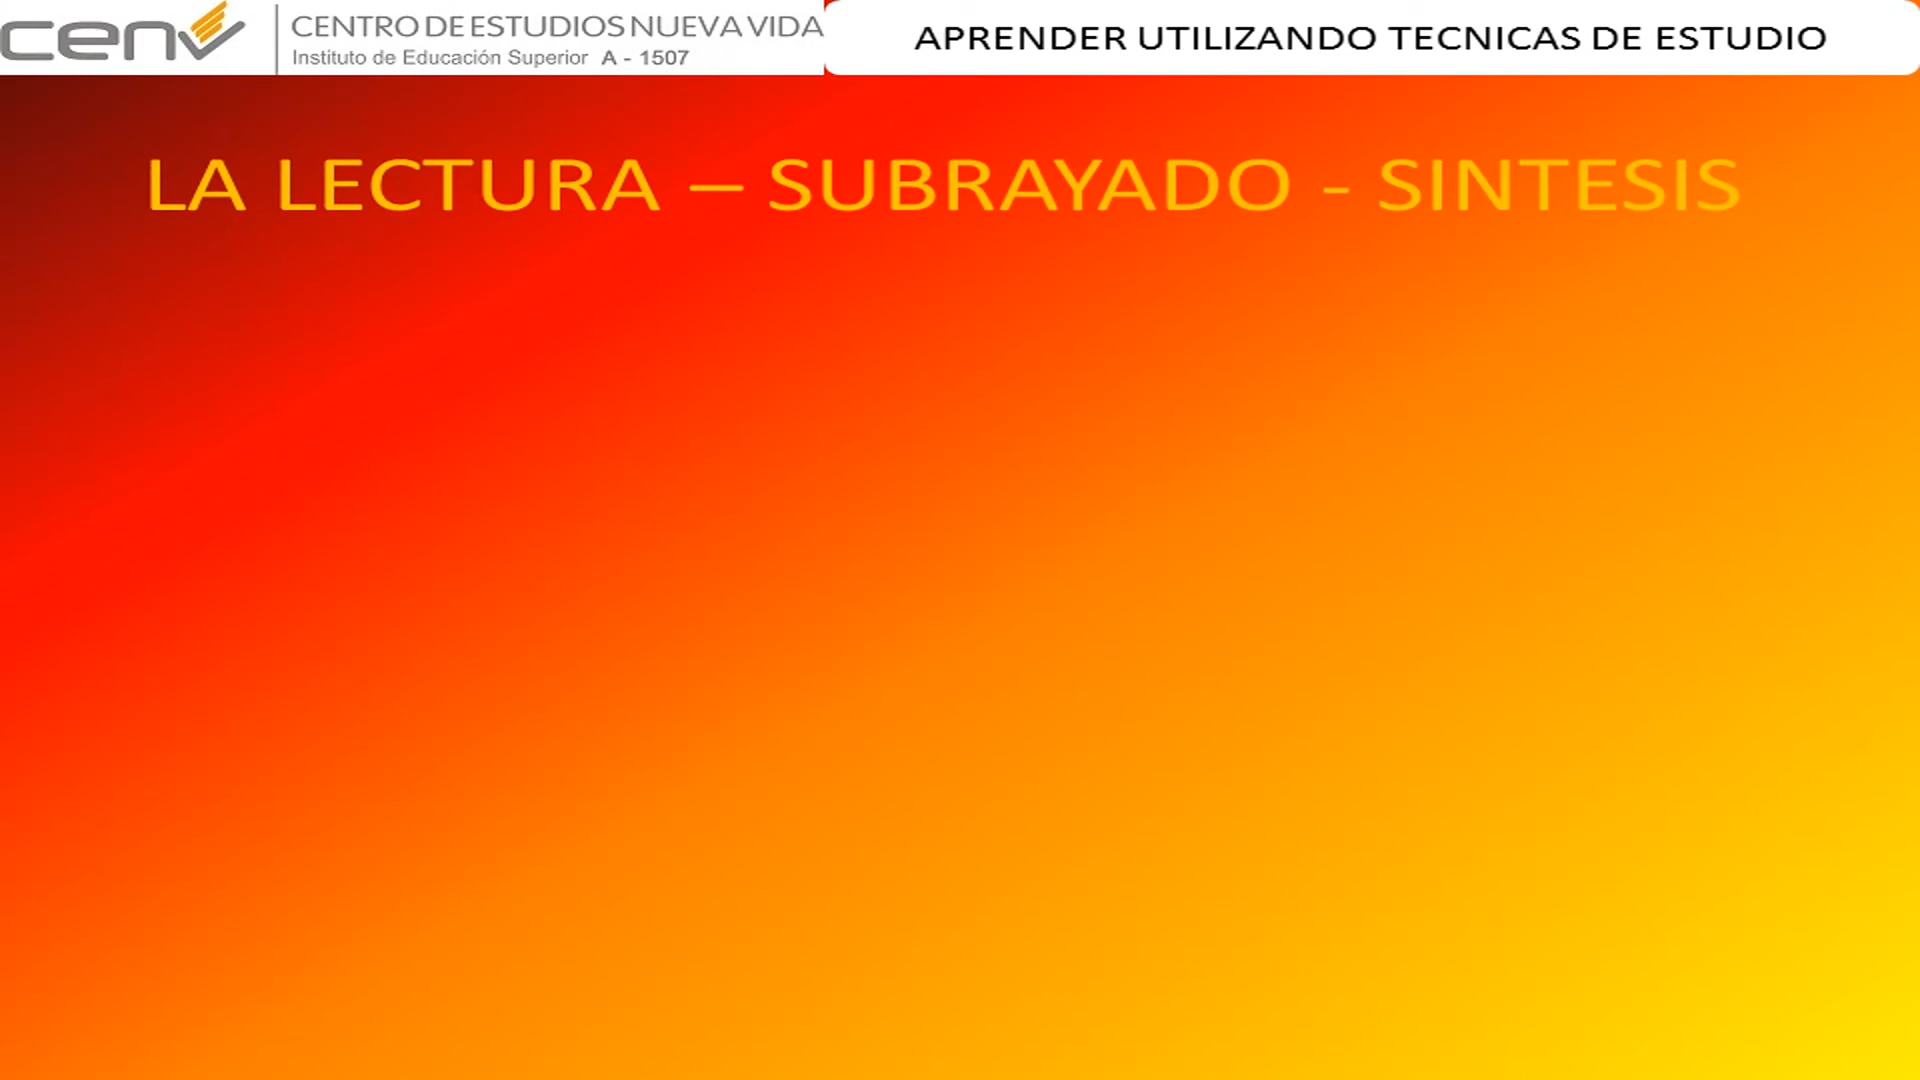 cenv
CENTRO DE ESTUDIOS NUEVA VIDA
Instituto de Educación Superior A - 1507
APRENDER UTILIZANDO TECNICAS DE ESTUDIO
LA LECTURA – SUBRAYADO - SINTESIS